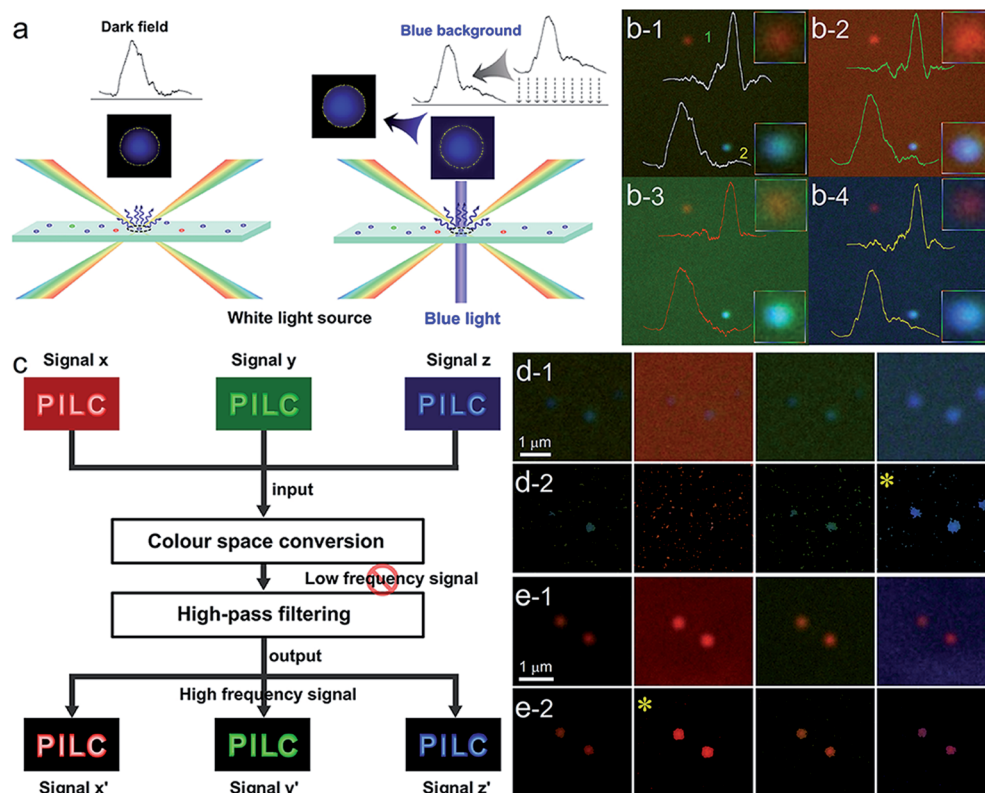 a
Dark field
Blue background
White light source
Blue light
b-1
1
2
b-2
b-3
b-4
c
Signal x
Signal y
Signal z
PILC
PILC
PILC
input
Colour space conversion
Low frequency signal
High-pass filtering
output
High frequency signal
PILC
PILC
PILC
Signal x'
Signal y'
Signal z'
d-1
1 μm
d-2
*
e-1
1 μm
e-2
*